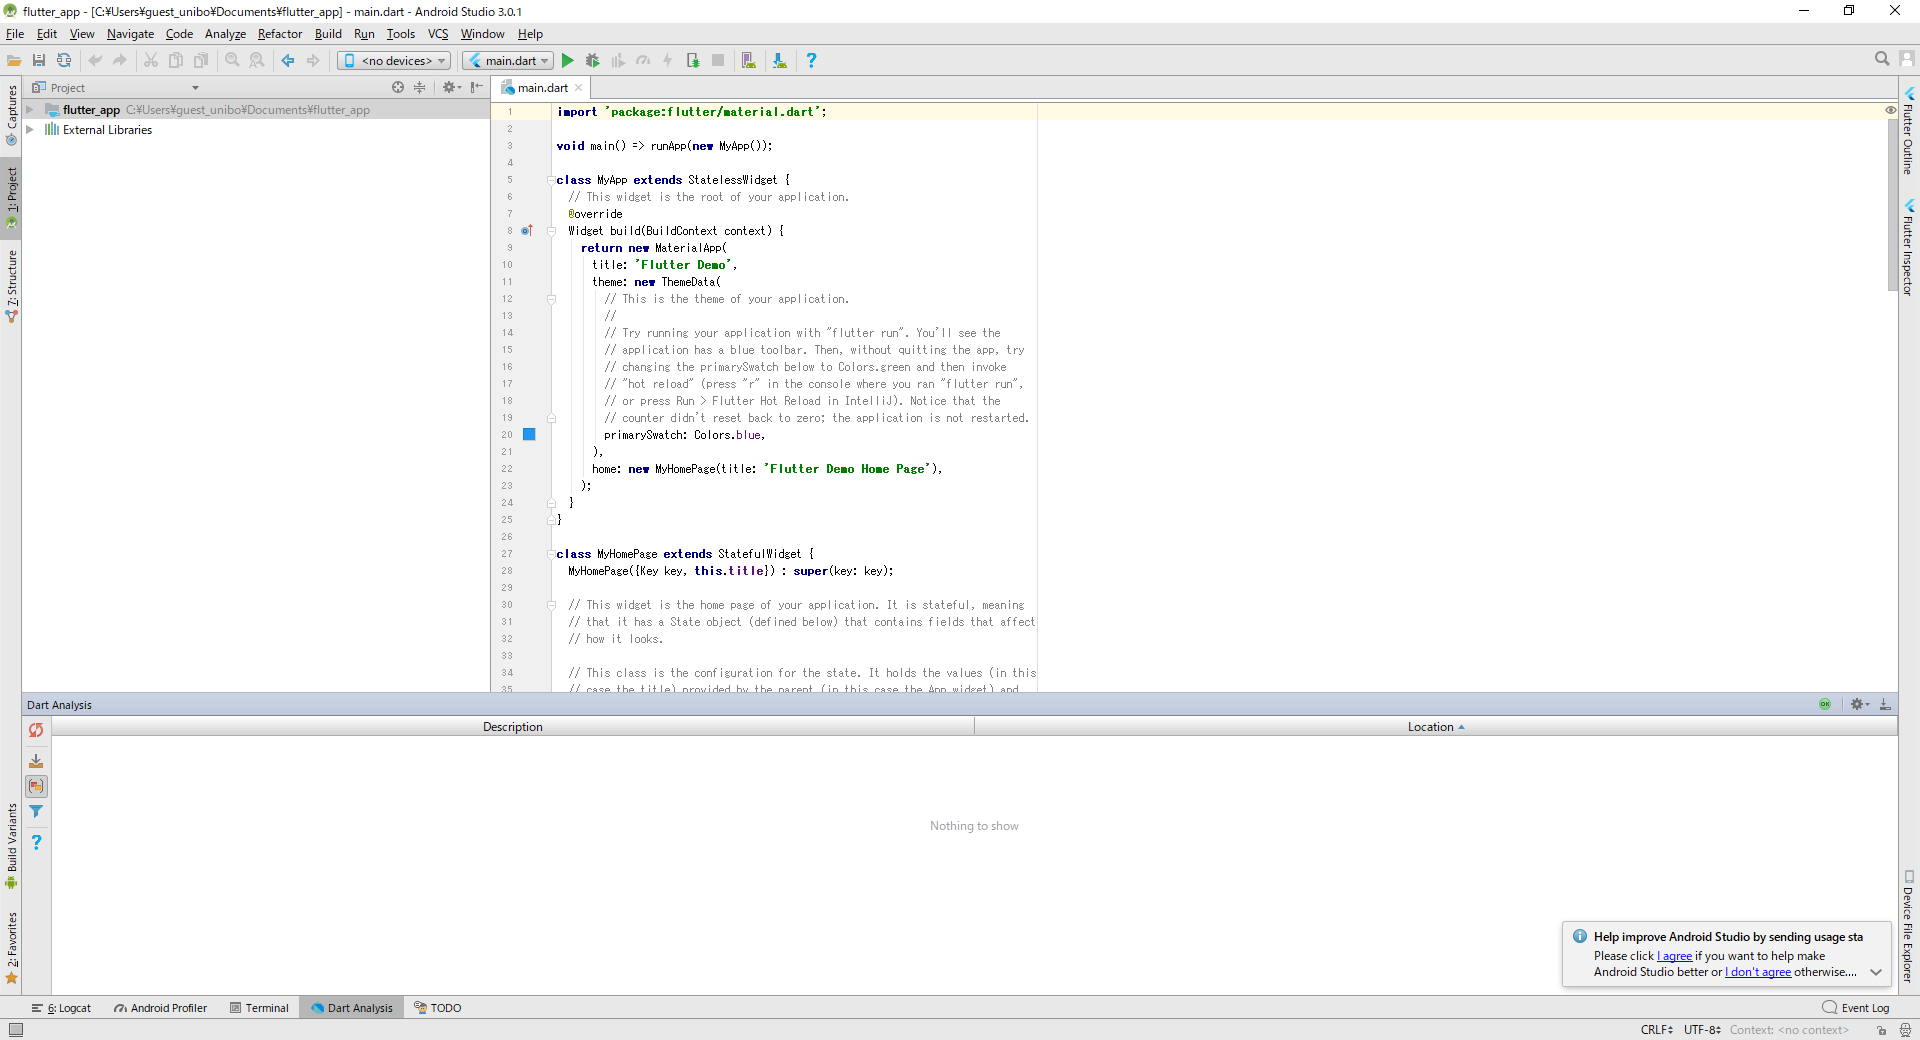 flutter_app - [C:¥Users¥guest_unibo¥Documents¥flutter_app] - main.dart - Android Studio 3.0.1
File Edit View Navigate Code Analyze Refactor Build Run Tools VCS Window Help
<no devices> main.dart
Project
main.dart
flutter_app C:¥Users¥guest_unibo¥Documents¥flutter_app
External Libraries
Captures
1: Project
7: Structure
Build Variants
2: Favorites
1 import 'package:flutter/material.dart';
2
3 void main() => runApp(new MyApp());
4
5 class MyApp extends StatelessWidget {
6 // This widget is the root of your application.
7 @override
8 Widget build(BuildContext context) {
9 return new MaterialApp(
10 title: 'Flutter Demo',
11 theme: new ThemeData(
12 // This is the theme of your application.
13 //
14 // Try running your application with "flutter run". You'll see the
15 // application has a blue toolbar. Then, without quitting the app, try
16 // changing the primarySwatch below to Colors.green and then invoke
17 // "hot reload" (press "r" in the console where you ran "flutter run",
18 // or press Run > Flutter Hot Reload in IntelliJ). Notice that the
19 // counter didn't reset back to zero; the application is not restarted.
20 primarySwatch: Colors.blue,
21 ),
22 home: new MyHomePage(title: 'Flutter Demo Home Page'),
23 );
24 }
25 }
26
27 class MyHomePage extends StatefulWidget {
28 MyHomePage({Key key, this.title}) : super(key: key);
29
30 // This widget is the home page of your application. It is stateful, meaning
31 // that it has a State object (defined below) that contains fields that affect
32 // how it looks.
33
34 // This class is the configuration for the state. It holds the values (in this
35 // case the title) provided by the parent (in this case the App widget) and
Flutter Outline
Flutter Inspector
Device File Explorer
Dart Analysis
OK
Description Location
Nothing to show
Help improve Android Studio by sending usage sta
Please click I agree if you want to help make
Android Studio better or I don't agree otherwise....
6: Logcat Android Profiler Terminal Dart Analysis TODO Event Log
CRLF UTF-8 Context: <no context>